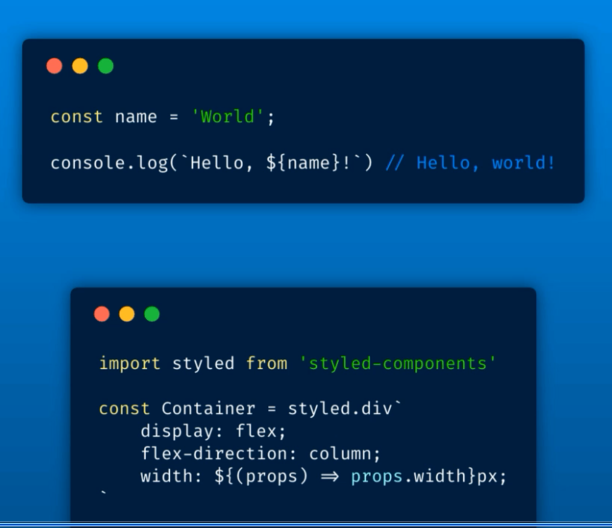 const name = 'World';
console.log(`Hello, ${name}!`) // Hello, world!
import styled from 'styled-components'
const Container = styled.div`
    display: flex;
    flex-direction: column;
    width: ${(props) => props.width}px;
`